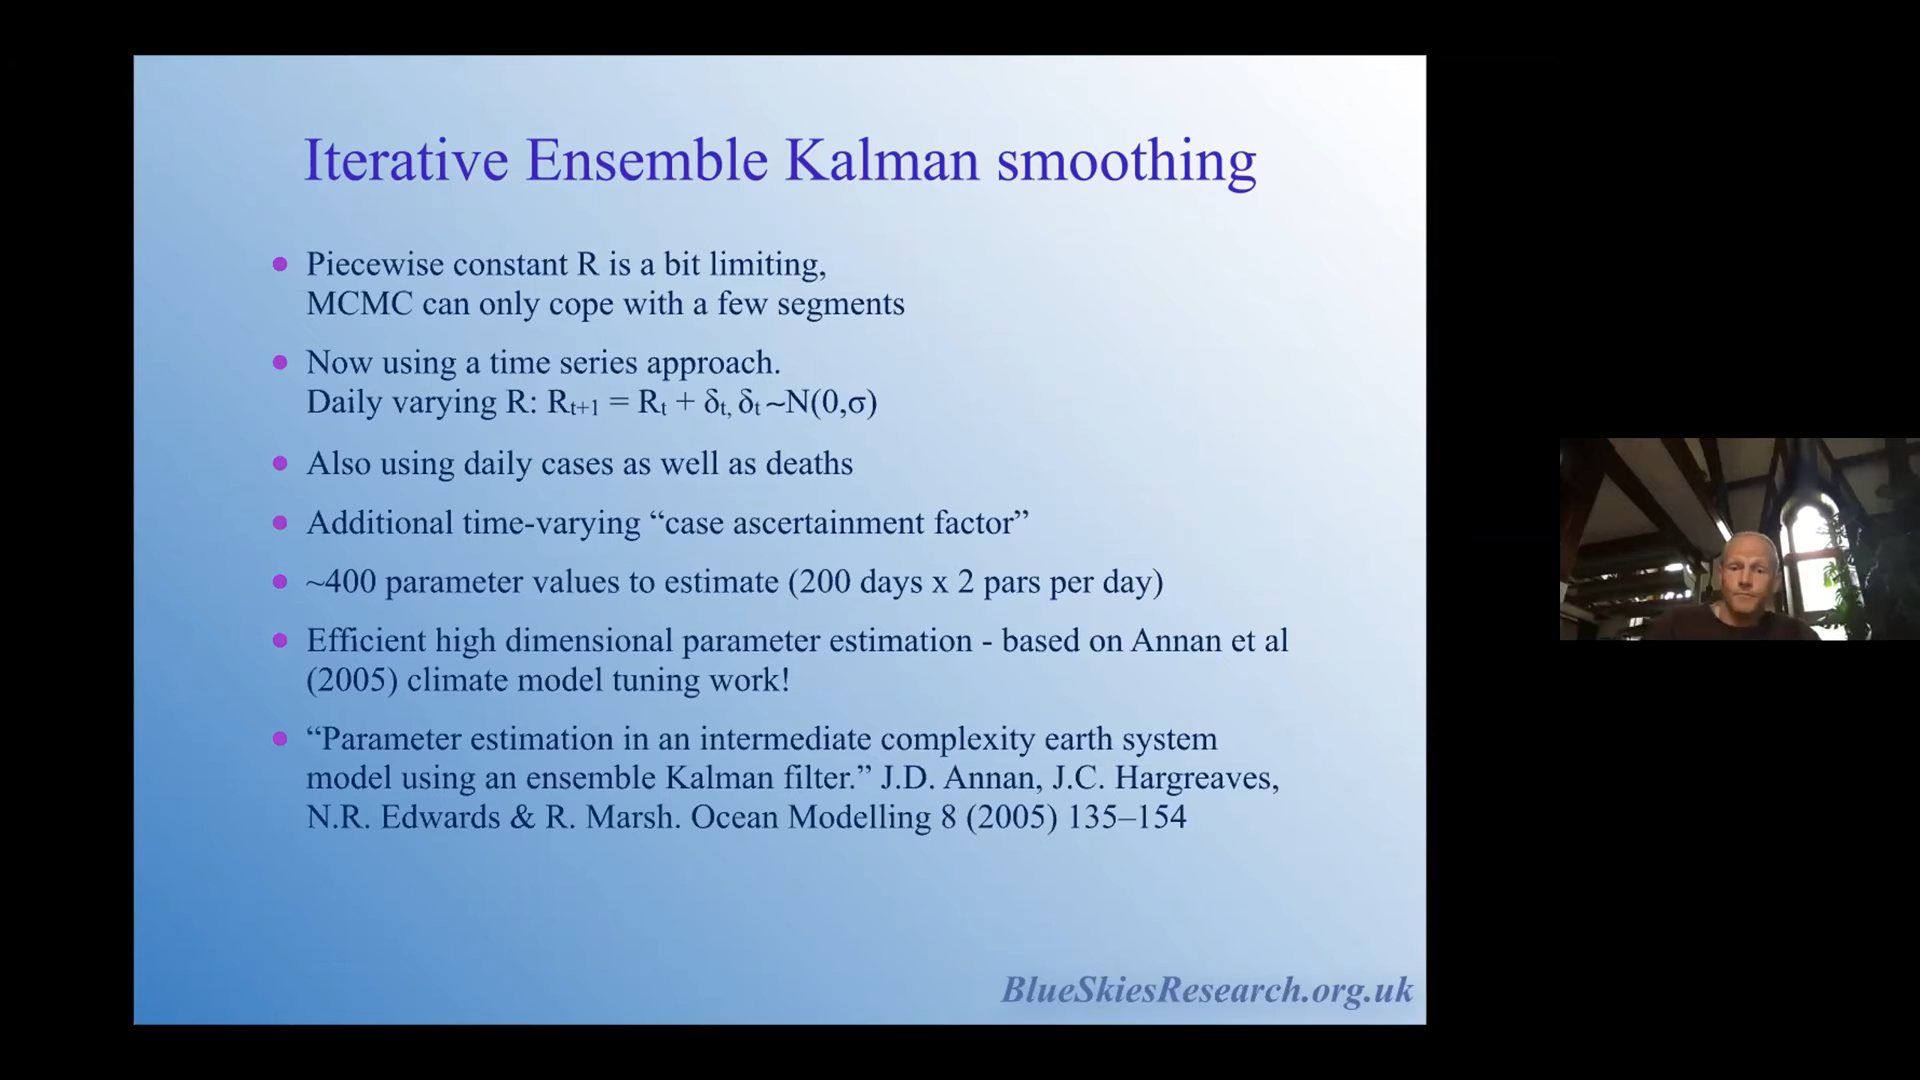 Iterative Ensemble Kalman smoothing
Piecewise constant R is a bit limiting,
MCMC can only cope with a few segments
Now using a time series approach.
Daily varying R: Rt+1 = Rt + δt, δt ~N(0,σ)
Also using daily cases as well as deaths
Additional time-varying “case ascertainment factor”
~400 parameter values to estimate (200 days x 2 pars per day)
Efficient high dimensional parameter estimation - based on Annan et al
(2005) climate model tuning work!
“Parameter estimation in an intermediate complexity earth system
model using an ensemble Kalman filter.” J.D. Annan, J.C. Hargreaves,
N.R. Edwards & R. Marsh. Ocean Modelling 8 (2005) 135–154
BlueSkiesResearch.org.uk